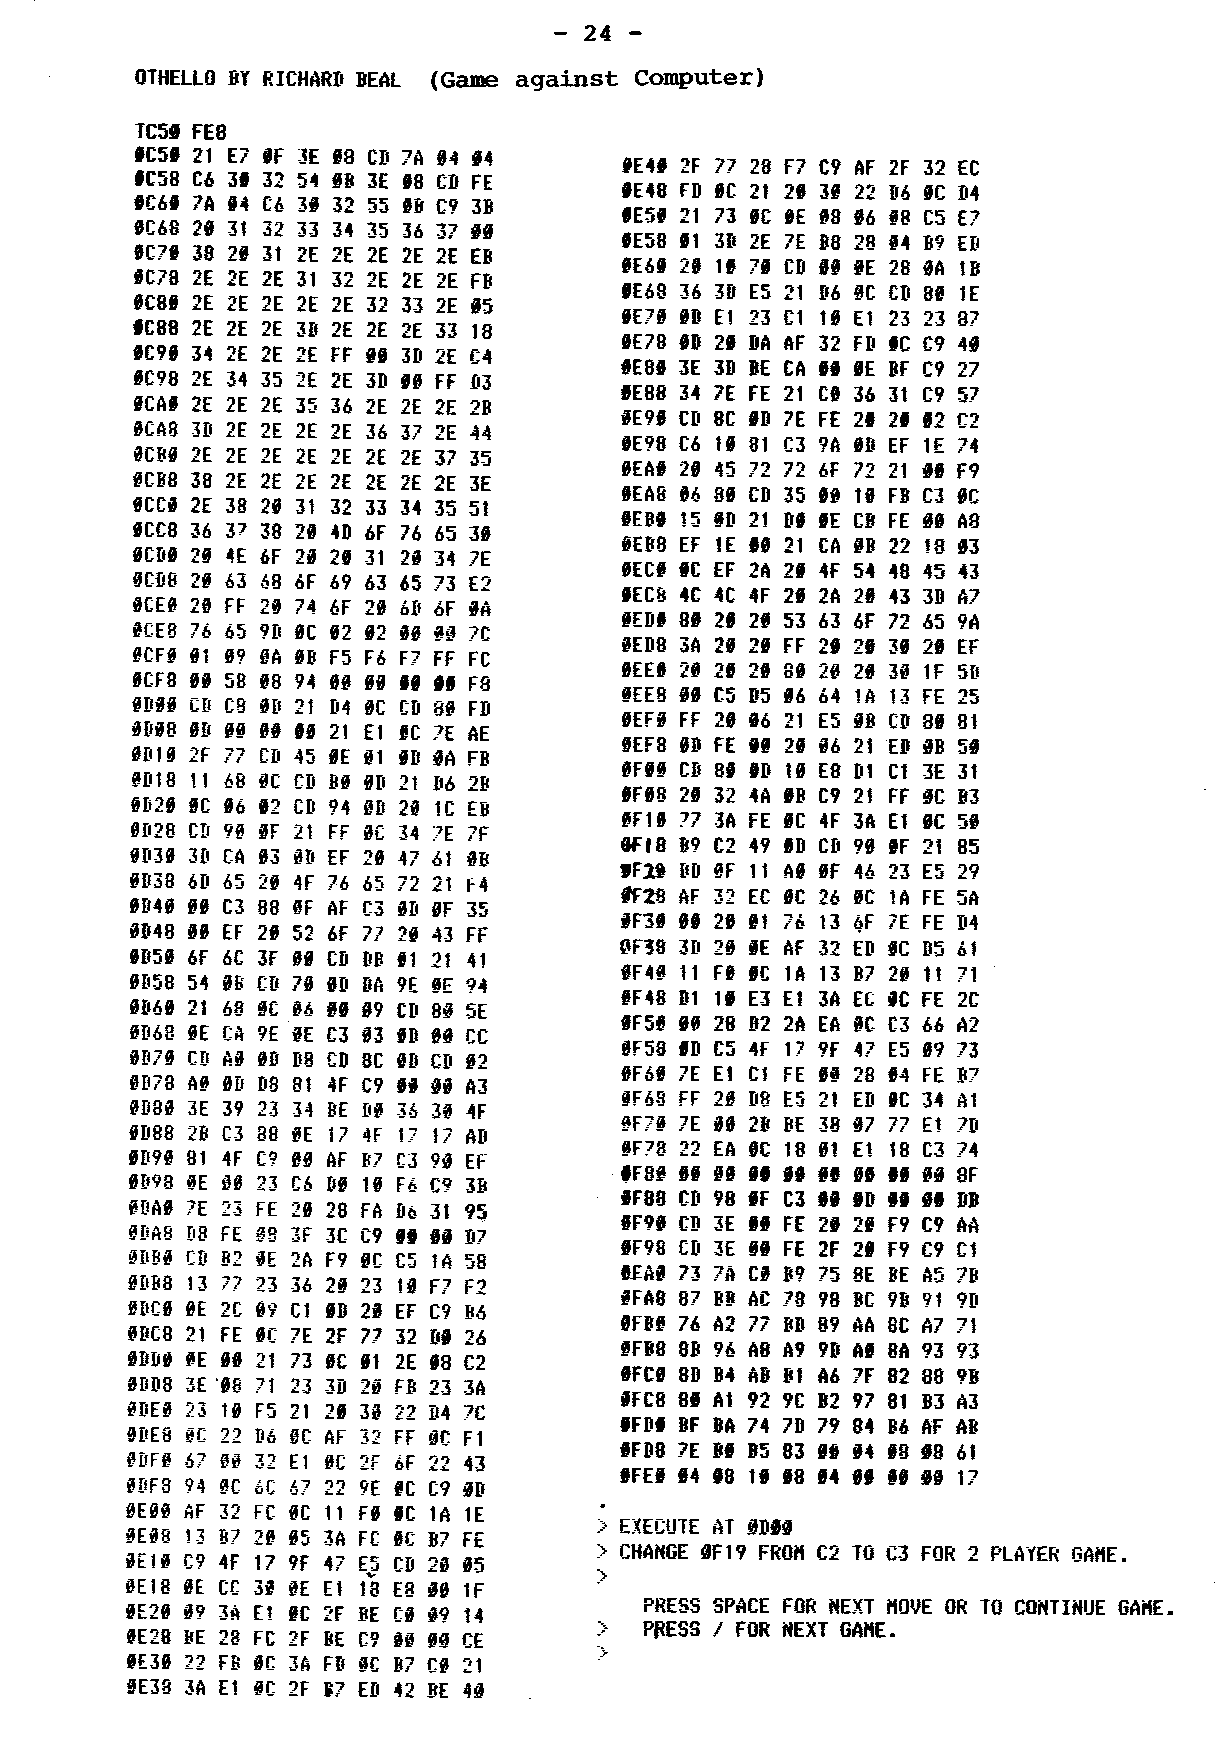 - 24 -
OTHELLO BY RICHARD BEAL (Game against Computer)
TC50 FE8
0C50 21 E7 0F 3E 08 CD 7A 04 04
0C58 C6 30 32 54 0B 3E 08 CD FE
0C60 7A 04 C6 30 32 55 0B C9 3B
0C68 20 31 32 33 34 35 36 37 00
0C70 38 20 31 2E 2E 2E 2E 2E EB
0C78 2E 2E 2E 31 32 2E 2E 2E FB
0C80 2E 2E 2E 2E 2E 32 33 2E 05
0C88 2E 2E 2E 3D 2E 2E 2E 33 18
0C90 34 2E 2E 2E FF 00 3D 2E C4
0C98 2E 34 35 2E 2E 3D 00 FF D3
0CA0 2E 2E 2E 35 36 2E 2E 2E 2B
0CA8 3D 2E 2E 2E 2E 36 37 2E 44
0CB0 2E 2E 2E 2E 2E 2E 2E 37 35
0CB8 38 2E 2E 2E 2E 2E 2E 2E 3E
0CC0 2E 38 20 31 32 33 34 35 51
0CC8 36 37 38 20 4D 6F 76 65 30
0CD0 20 4E 6F 20 20 31 20 34 7E
0CD8 20 63 68 6F 69 63 65 73 E2
0CE0 20 FF 20 74 6F 20 6D 6F 0A
0CE8 76 65 9D 0C 02 02 00 00 7C
0CF0 01 09 0A 0B F5 F6 F7 FF FC
0CF8 00 58 08 94 00 00 00 00 F8
0D00 CD C8 0D 21 D4 0C CD 80 FD
0D08 0D 00 00 00 21 E1 0C 7E AE
0D10 2F 77 CD 45 0E 01 0D 0A FB
0D18 11 68 0C CD B0 0D 21 D6 2B
0D20 0C 06 02 CD 94 0D 20 1C EB
0D28 CD 90 0F 21 FF 0C 34 7E 7F
0D30 3D CA 03 0D EF 20 47 61 0B
0D38 6D 65 20 4F 76 65 72 21 F4
0D40 00 C3 88 0F AF C3 0D 0F 35
0D48 00 EF 20 52 6F 77 20 43 FF
0D50 6F 6C 3F 00 CD DB 01 21 41
0D58 54 0B CD 70 0D DA 9E 0E 94
0D60 21 68 0C 06 00 09 CD 80 5E
0D68 0E CA 9E 0E C3 03 0D 00 CC
0D70 CD A0 0D D8 CD 8C 0D CD 02
0D78 A0 0D D8 81 4F C9 00 00 A3
0D80 3E 39 23 34 BE D0 36 30 4F
0D88 2B C3 88 0E 17 4F 17 17 AD
0D90 81 4F C9 00 AF B7 C3 90 EF
0D98 0E 00 23 C6 D0 10 F6 C9 3B
0DA0 7E 23 FE 20 28 FA D6 31 95
0DA8 D8 FE 08 3F 3C C9 00 00 D7
0DB0 CD B2 0E 2A F9 0C C5 1A 58
0DB8 13 77 23 36 20 23 10 F7 F2
0DC0 0E 2C 09 C1 0D 20 EF C9 B6
0DC8 21 FE 0C 7E 2F 77 32 D0 26
0DD0 0E 00 21 73 0C 01 2E 08 C2
0DD8 3E 08 71 23 3D 20 FB 23 3A
0DE0 23 10 F5 21 20 30 22 D4 7C
0DE8 0C 22 D6 0C AF 32 FF 0C F1
0DF0 67 00 32 E1 0C 2F 6F 22 43
0DF8 94 0C 6C 67 22 9E 0C C9 0D
0E00 AF 32 FC 0C 11 F0 0C 1A 1E
0E08 13 B7 20 05 3A FC 0C B7 FE
0E10 C9 4F 17 9F 47 E5 CD 20 05
0E18 0E CC 30 0E E1 18 E8 00 1F
0E20 09 3A E1 0C 2F BE C0 09 14
0E28 BE 28 FC 2F BE C9 00 00 CE
0E30 22 FB 0C 3A FD 0C B7 C0 21
0E38 3A E1 0C 2F B7 ED 42 BE 40
0E40 2F 77 28 F7 C9 AF 2F 32 EC
0E48 FD 0C 21 20 30 22 D6 0C D4
0E50 21 73 0C 0E 08 06 08 C5 E7
0E58 01 3D 2E 7E B8 28 04 B9 ED
0E60 20 10 70 CD 00 0E 28 0A 1B
0E68 36 3D E5 21 D6 0C CD 80 1E
0E70 0D E1 23 C1 10 E1 23 23 87
0E78 0D 20 DA AF 32 FD 0C C9 40
0E80 3E 3D BE CA 00 0E BF C9 27
0E88 34 7E FE 21 C0 36 31 C9 57
0E90 CD 8C 0D 7E FE 20 20 02 C2
0E98 C6 10 81 C3 9A 0D EF 1E 74
0EA0 20 45 72 72 6F 72 21 00 F9
0EA8 06 80 CD 35 00 10 FB C3 0C
0EB0 15 0D 21 D0 0E CB FE 00 A8
0EB8 EF 1E 00 21 CA 0B 22 18 03
0EC0 0C EF 2A 20 4F 54 48 45 43
0EC8 4C 4C 4F 20 2A 20 43 3D A7
0ED0 80 20 20 53 63 6F 72 65 9A
0ED8 3A 20 20 FF 20 20 30 20 EF
0EE0 20 20 20 80 20 20 30 1F 5D
0EE8 00 C5 D5 06 64 1A 13 FE 25
0EF0 FF 20 06 21 E5 0B CD 80 81
0EF8 0D FE 00 20 06 21 ED 0B 50
0F00 CD 80 0D 10 E8 D1 C1 3E 31
0F08 20 32 4A 0B C9 21 FF 0C B3
0F10 77 3A FE 0C 4F 3A E1 0C 50
0F18 B9 C2 49 0D CD 90 0F 21 85
0F20 DD 0F 11 A0 0F 46 23 E5 29
0F28 AF 32 EC 0C 26 0C 1A FE 5A
0F30 00 20 01 76 13 6F 7E FE D4
0F38 3D 20 0E AF 32 ED 0C D5 61
0F40 11 F0 0C 1A 13 B7 20 11 71
0F48 D1 10 E3 E1 3A EC 0C FE 2C
0F50 00 28 B2 2A EA 0C C3 66 A2
0F58 0D C5 4F 17 9F 47 E5 09 73
0F60 7E E1 C1 FE 00 28 04 FE B7
0F68 FF 20 D8 E5 21 ED 0C 34 A1
0F70 7E 00 2B BE 38 07 77 E1 7D
0F78 22 EA 0C 18 01 E1 18 C3 74
0F80 00 00 00 00 00 00 00 00 8F
0F88 CD 98 0F C3 00 0D 00 00 DB
0F90 CD 3E 00 FE 20 20 F9 C9 AA
0F98 CD 3E 00 FE 2F 20 F9 C9 C1
0FA0 73 7A C0 B9 75 8E BE A5 7B
0FA8 87 BB AC 78 98 BC 9B 91 9D
0FB0 76 A2 77 BD 89 AA 8C A7 71
0FB8 8B 96 A8 A9 9D A0 8A 93 93
0FC0 8D B4 AB B1 A6 7F 82 88 9B
0FC8 80 A1 92 9C B2 97 81 B3 A3
0FD0 BF BA 74 7D 79 84 B6 AF AB
0FD8 7E B0 B5 83 00 04 08 08 61
0FE0 04 08 10 08 04 00 00 00 17
> EXECUTE AT 0D00
> CHANGE 0F19 FROM C2 TO C3 FOR 2 PLAYER GAME.
>
PRESS SPACE FOR NEXT MOVE OR TO CONTINUE GAME.
> PRESS / FOR NEXT GAME.
>